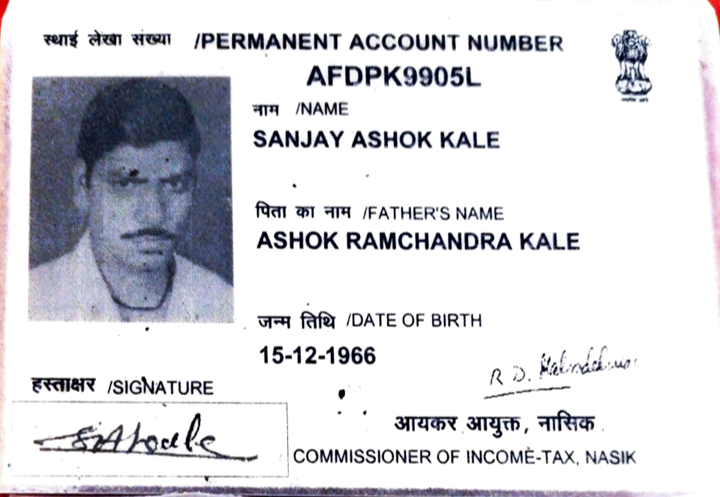 स्थाई लेखा संख्या /PERMANENT ACCOUNT NUMBER
AFDPK9905L
नाम /NAME
SANJAY ASHOK KALE
पिता का नाम /FATHER'S NAME
ASHOK RAMCHANDRA KALE
जन्म तिथि /DATE OF BIRTH
15-12-1966
हस्ताक्षर /SIGNATURE
R D.
आयकर आयुक्त, नासिक
COMMISSIONER OF INCOME-TAX, NASIK